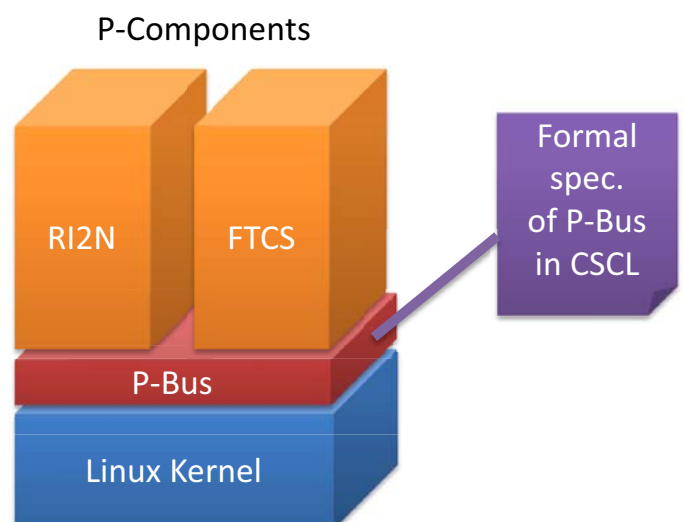 P-Components
RI2N
FTCS
Formal
spec.
of P-Bus
in CSCL
P-Bus
Linux Kernel